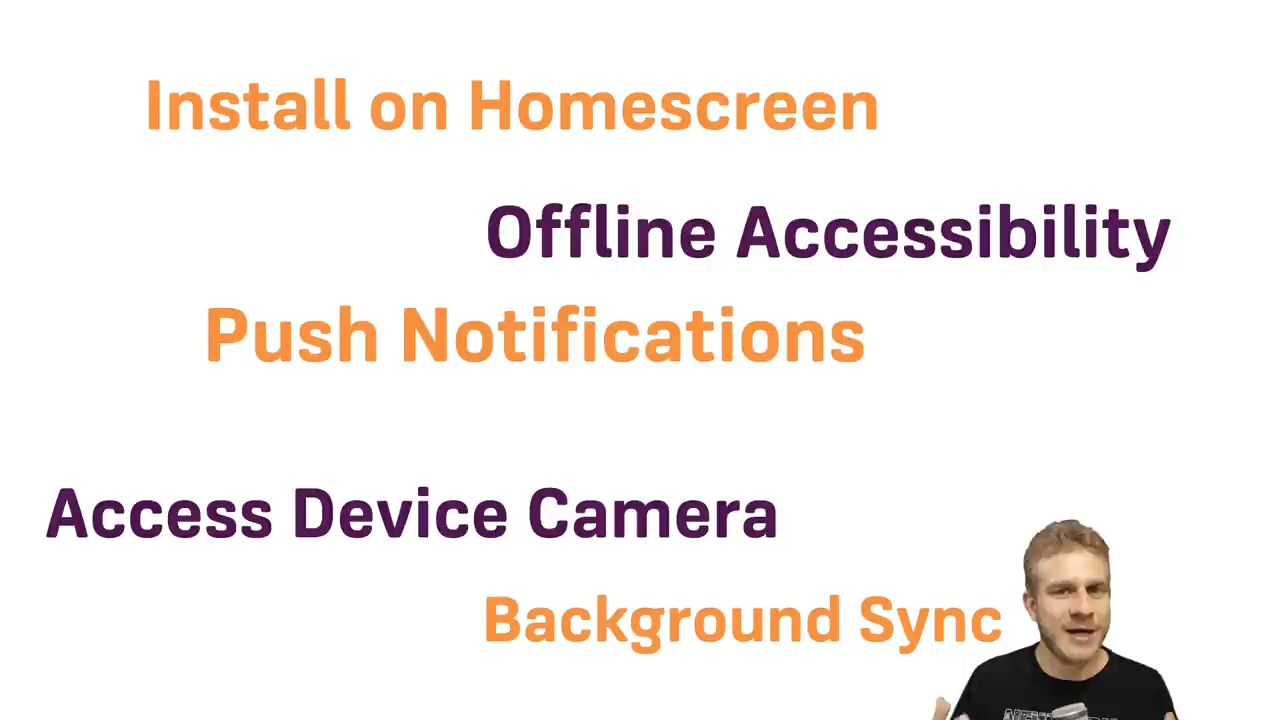 Install on Homescreen
Offline Accessibility
Push Notifications
Access Device Camera
Background Sync